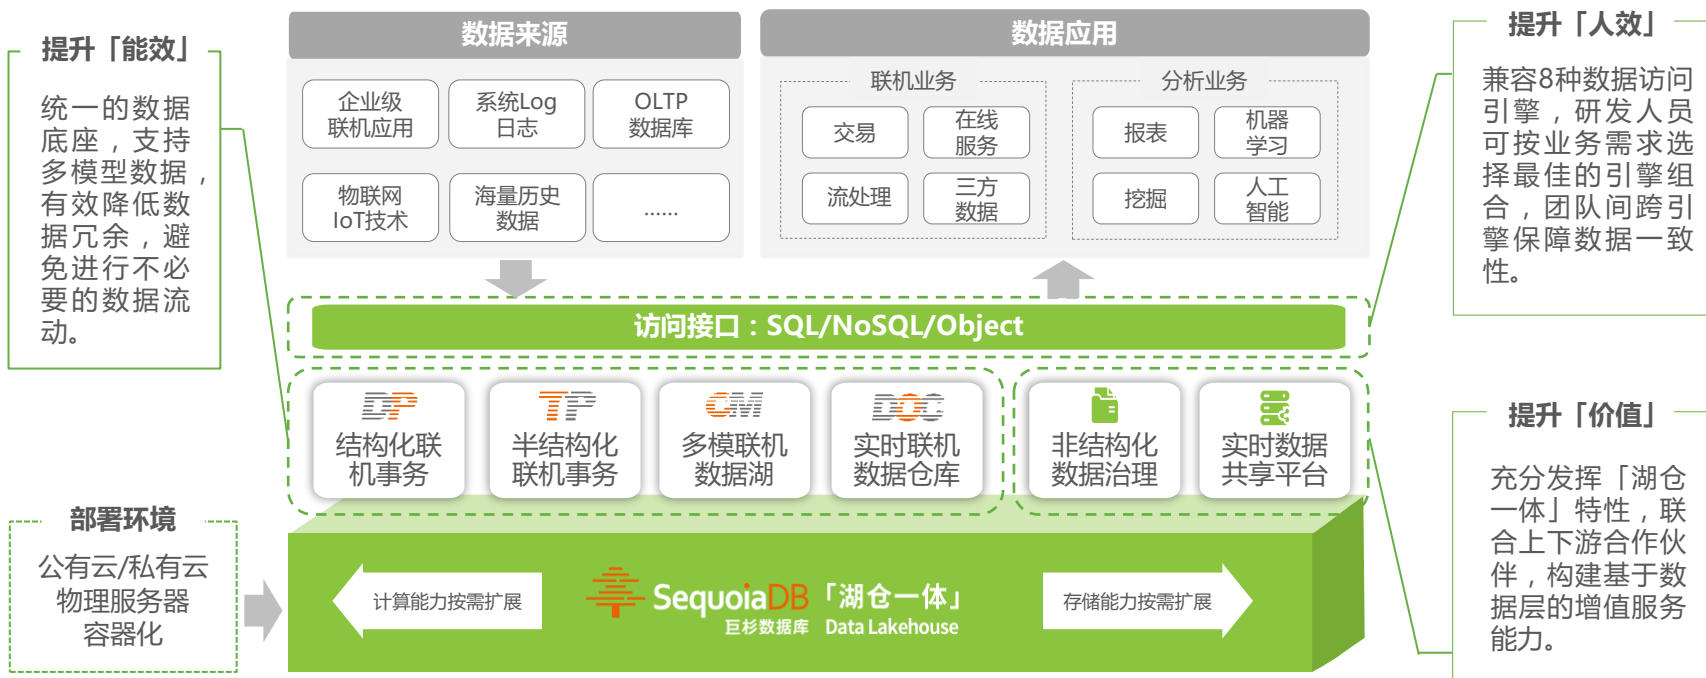 提升「能效」
统一的数据
底座，支持
多模型数据，
有效降低数
据冗余，避
免进行不必
要的数据流
动。
数据来源
企业级
联机应用
系统Log
日志
OLTP
数据库
物联网
IoT技术
海量历史
数据
......
数据应用
联机业务
交易
在线
服务
流处理
三方
数据
分析业务
报表
机器
学习
挖掘
人工
智能
提升「人效」
兼容8种数据访问
引擎，研发人员
可按业务需求选
择最佳的引擎组
合，团队间跨引
擎保障数据一致
性。
访问接口：SQL/NoSQL/Object
DP
结构化联
机事务
TP
半结构化
联机事务
CM
多模联机
数据湖
DOC
实时联机
数据仓库
非结构化
数据治理
实时数据
共享平台
提升「价值」
充分发挥「湖仓
一体」特性，联
合上下游合作伙
伴，构建基于数
据层的增值服务
能力。
部署环境
公有云/私有云
物理服务器
容器化
计算能力按需扩展
SequoiaDB「湖仓一体」
巨杉数据库 Data Lakehouse
存储能力按需扩展